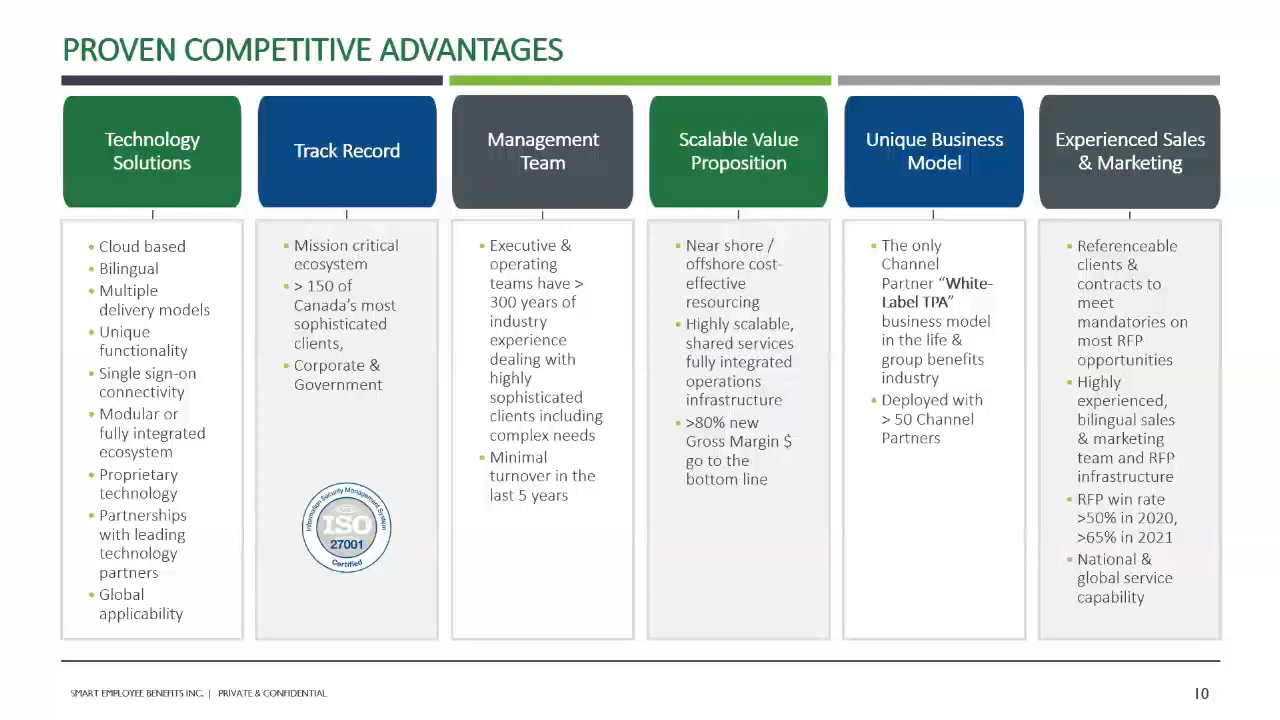 PROVEN COMPETITIVE ADVANTAGES
Technology
Solutions
• Cloud based
• Bilingual
• Multiple
delivery models
• Unique
functionality
• Single sign-on
connectivity
• Modular or
fully integrated
ecosystem
• Proprietary
technology
• Partnerships
with leading
technology
partners
• Global
applicability
Track Record
• Mission critical
ecosystem
• > 150 of
Canada's most
sophisticated
clients,
• Corporate &
Government
Information Security Management System
ISO
27001
Certified
Management
Team
• Executive &
operating
teams have >
300 years of
industry
experience
dealing with
highly
sophisticated
clients including
complex needs
• Minimal
turnover in the
last 5 years
Scalable Value
Proposition
• Near shore /
offshore cost-
effective
resourcing
• Highly scalable,
shared services
fully integrated
operations
infrastructure
• >80% new
Gross Margin $
go to the
bottom line
Unique Business
Model
• The only
Channel
Partner “White-
Label TPA”
business model
in the life &
group benefits
industry
• Deployed with
> 50 Channel
Partners
Experienced Sales
& Marketing
• Referenceable
clients &
contracts to
meet
mandatories on
most RFP
opportunities
• Highly
experienced,
bilingual sales
& marketing
team and RFP
infrastructure
• RFP win rate
>50% in 2020,
>65% in 2021
• National &
global service
capability
SMART EMPLOYEE BENEFITS INC. | PRIVATE & CONFIDENTIAL
10